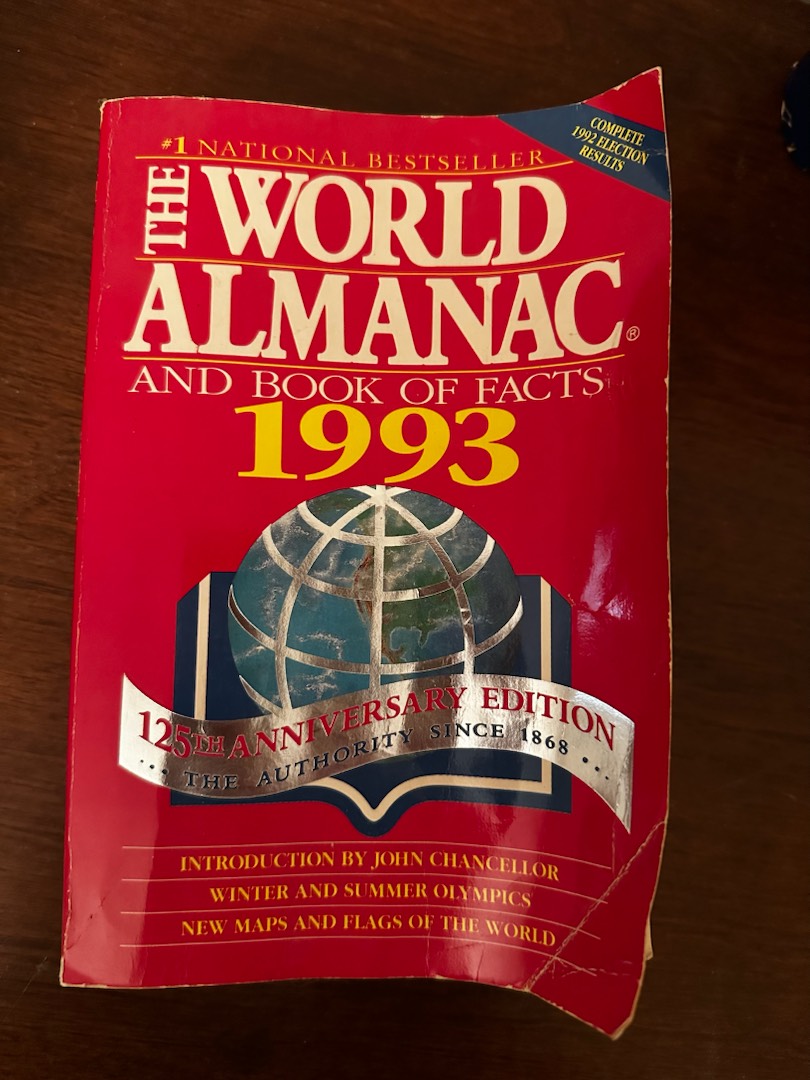 COMPLETE
1992 ELECTION
RESULTS
#1 NATIONAL BESTSELLER
THE WORLD
ALMANAC®
AND BOOK OF FACTS
1993
125TH ANNIVERSARY EDITION
... THE AUTHORITY SINCE 1868 ...
INTRODUCTION BY JOHN CHANCELLOR
WINTER AND SUMMER OLYMPICS
NEW MAPS AND FLAGS OF THE WORLD